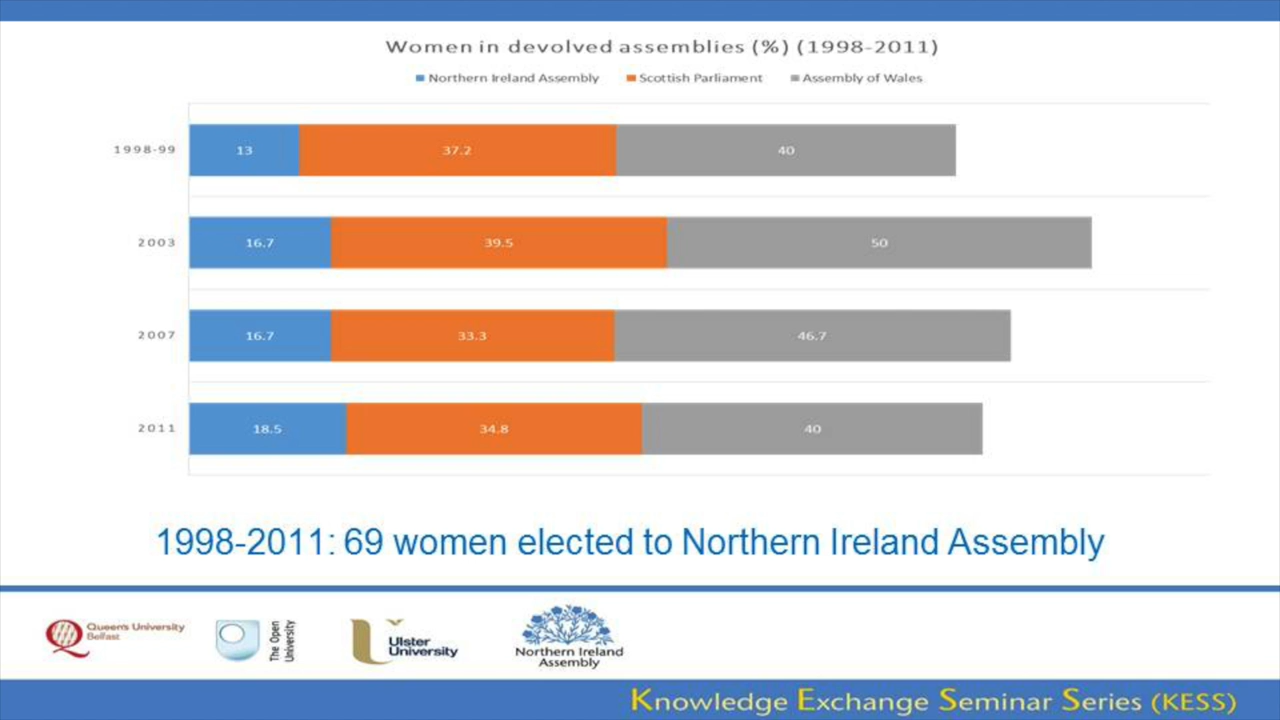 Women in devolved assemblies (%) (1998-2011)
Northern Ireland Assembly Scottish Parliament Assembly of Wales
1998-99 13 37.2 40
2003 16.7 39.5 50
2007 16.7 33.3 46.7
2011 18.5 34.8 40
1998-2011: 69 women elected to Northern Ireland Assembly
Queen's University
Belfast
The Open
University
Ulster
University
Northern Ireland
Assembly
Knowledge Exchange Seminar Series (KESS)